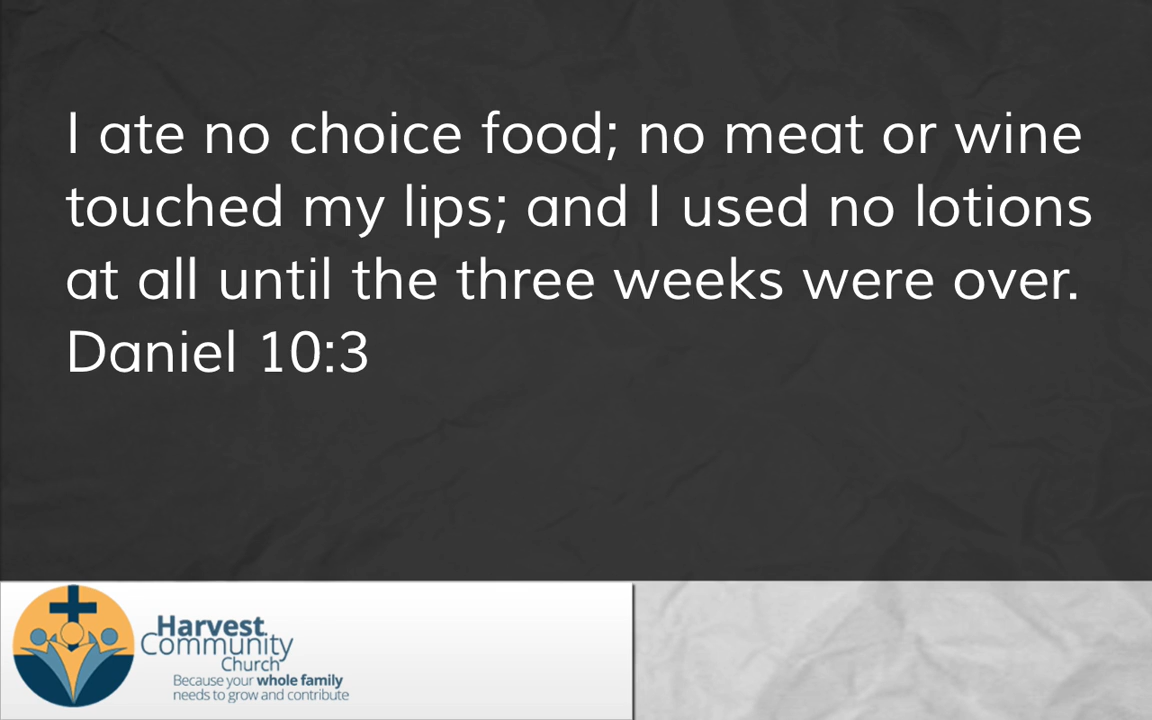 I ate no choice food; no meat or wine
touched my lips; and I used no lotions
at all until the three weeks were over.
Daniel 10:3
Harvest
Community
Church
Because your whole family
needs to grow and contribute